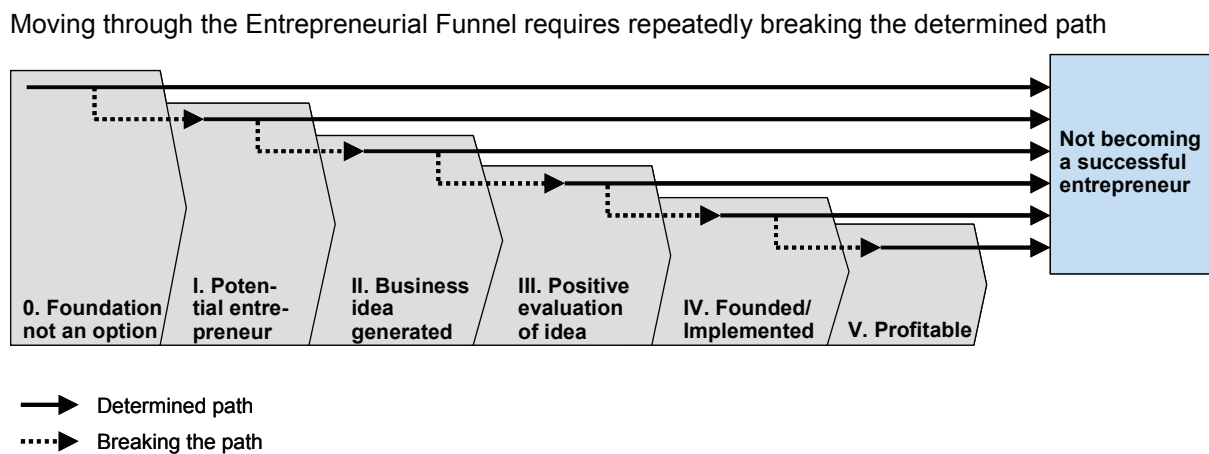 Moving through the Entrepreneurial Funnel requires repeatedly breaking the determined path
Not becoming
a successful
entrepreneur
0. Foundation
not an option
I. Poten-
tial entre-
preneur
II. Business
idea
generated
III. Positive
evaluation
of idea
IV. Founded/
Implemented
V. Profitable
Determined path
Breaking the path